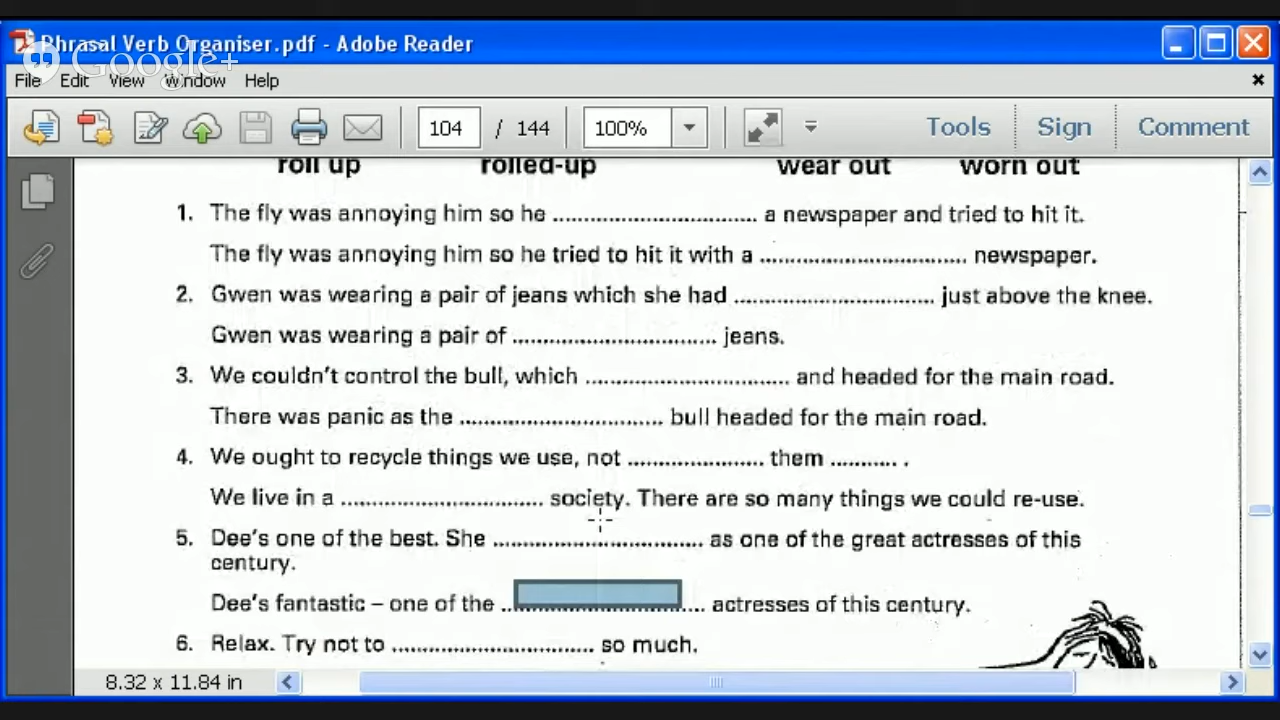 Phrasal Verb Organiser.pdf - Adobe Reader
Google+
File Edit View Window Help
104 / 144 100% Tools Sign Comment
roll up rolled-up wear out worn out
1. The fly was annoying him so he ................................. a newspaper and tried to hit it.
The fly was annoying him so he tried to hit it with a ................................. newspaper.
2. Gwen was wearing a pair of jeans which she had ................................. just above the knee.
Gwen was wearing a pair of ................................. jeans.
3. We couldn't control the bull, which ................................. and headed for the main road.
There was panic as the ................................. bull headed for the main road.
4. We ought to recycle things we use, not ...................... them ........... .
We live in a ................................. society. There are so many things we could re-use.
5. Dee's one of the best. She .................................. as one of the great actresses of this
century.
Dee's fantastic – one of the ................................. actresses of this century.
6. Relax. Try not to ................................. so much.
8.32 x 11.84 in